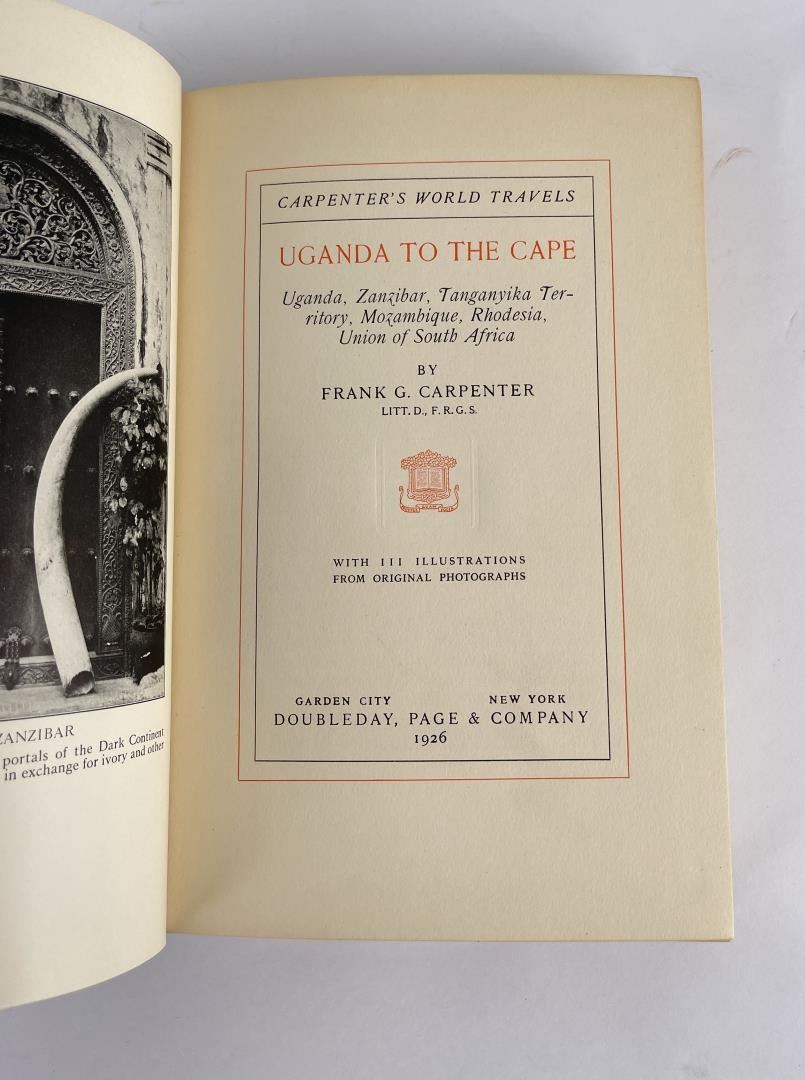 ZANZIBAR
portals of the Dark Continent
in exchange for ivory and other
CARPENTER'S WORLD TRAVELS
UGANDA TO THE CAPE
Uganda, Zanzibar, Tanganyika Ter-
ritory, Mozambique, Rhodesia,
Union of South Africa
BY
FRANK G. CARPENTER
LITT. D., F. R. G. S.
WITH 111 ILLUSTRATIONS
FROM ORIGINAL PHOTOGRAPHS
GARDEN CITY NEW YORK
DOUBLEDAY, PAGE & COMPANY
1926